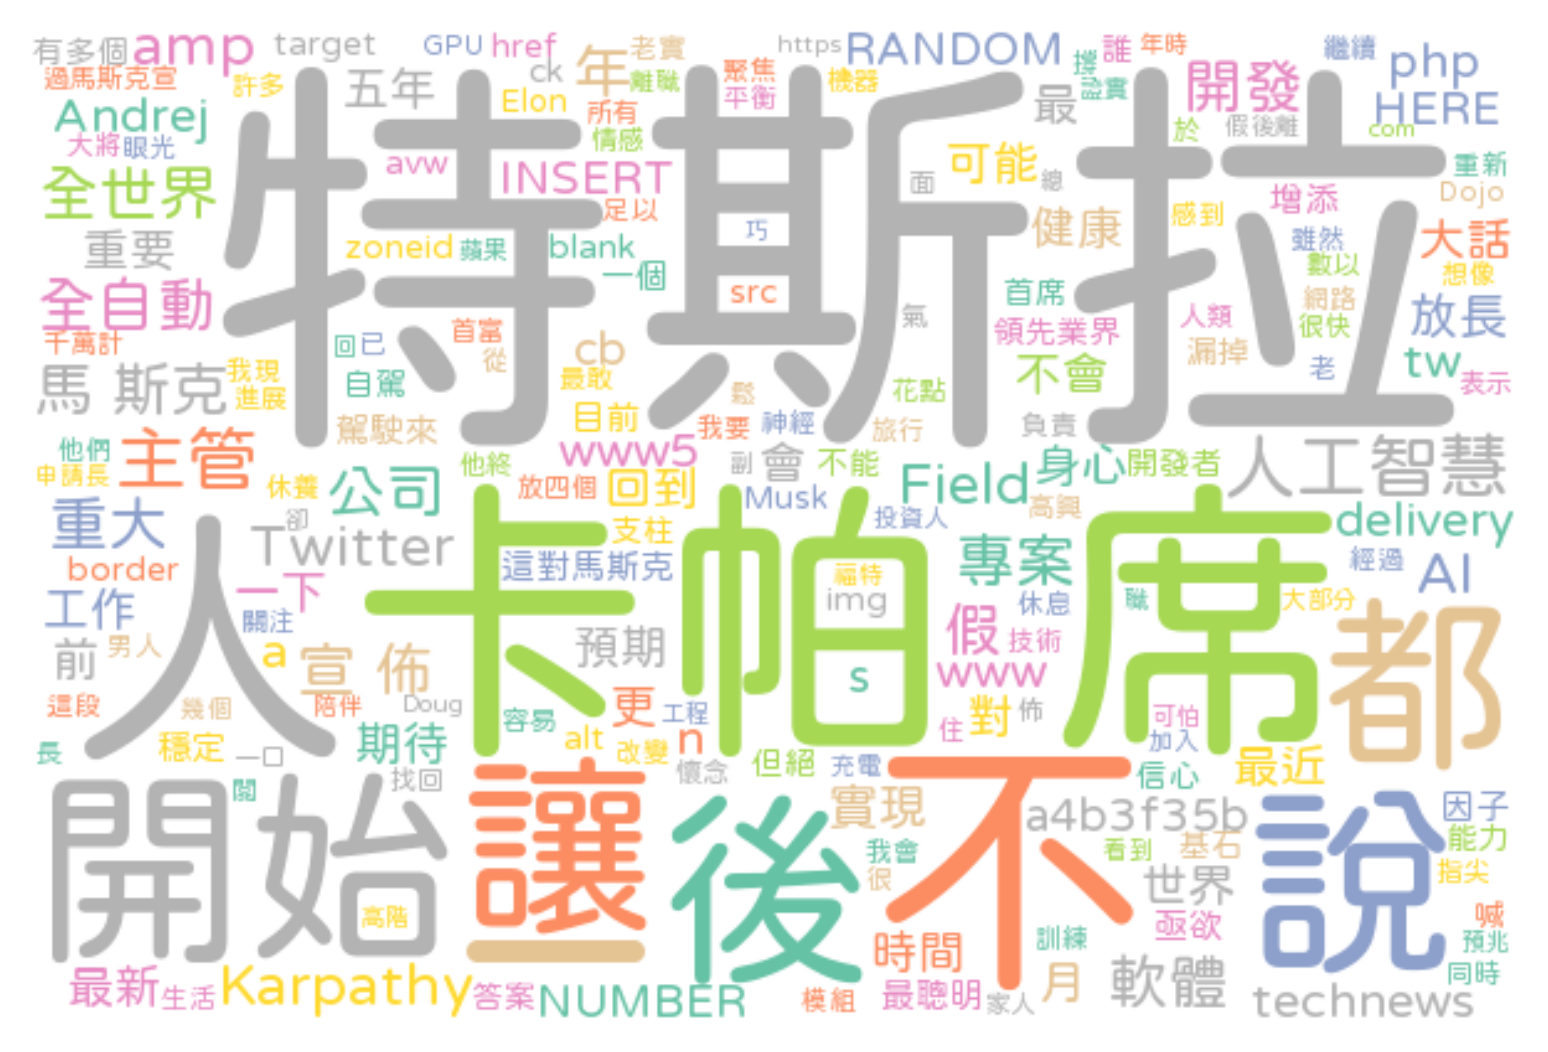 有多個 amp target GPU href 年 老實 https RANDOM 誰 年時 繼續 php
過馬斯克宣 許多 五年 ck 離職 聚焦 機器 最 開發
Andrej Elon 所有 平衡 HERE
大將 眼光 avw 情感 可能 於 假後離 com
全世界 INSERT 面 總 重新
特斯拉
重要 足以 巧 健康 感到 增添 Dojo
zoneid 蘋果 blank 雖然 大話
全自動 一個 src 首席 數以 想像
千萬計 回 已 首富 氣 領先業界 人類 網路 很快 放長
馬 斯克 我現 自駕 從 cb 不會 漏掉 tw
進展 最敢 花點 老 表示
駕駛來 目前 鬆 我要 神經 旅行 負責
他們 主管 www5 副 會 不能 身心 開發者 人工智慧
申請長 休養 公司 他終 放四個 回到 Musk Field 高興
重大 卻 Twitter 支柱 投資人 delivery
人 卡帕席 都
border 這對馬斯克 福特 專案 經過 AI
工作 一下 關注 img 假 休息 職 大部分
前 男人 a 宣 佈 預期 s www 技術
這段 幾個 陪伴 Doug 容易 更 工程 住 對 佈 可怕
長 穩定 一口 期待 alt 改變 n 但絕 充電 加入
找回 懷念 信心 最近
開始 讓 後 不 說
閱 實現 a4b3f35b 因子
我會 看到 基石 能力
高階 一 很 世界 指尖
時間 訓練 亟欲 喊
預兆
最新 生活 Karpathy 答案 NUMBER 模組 最聰明 家人 月 軟體 technews 同時